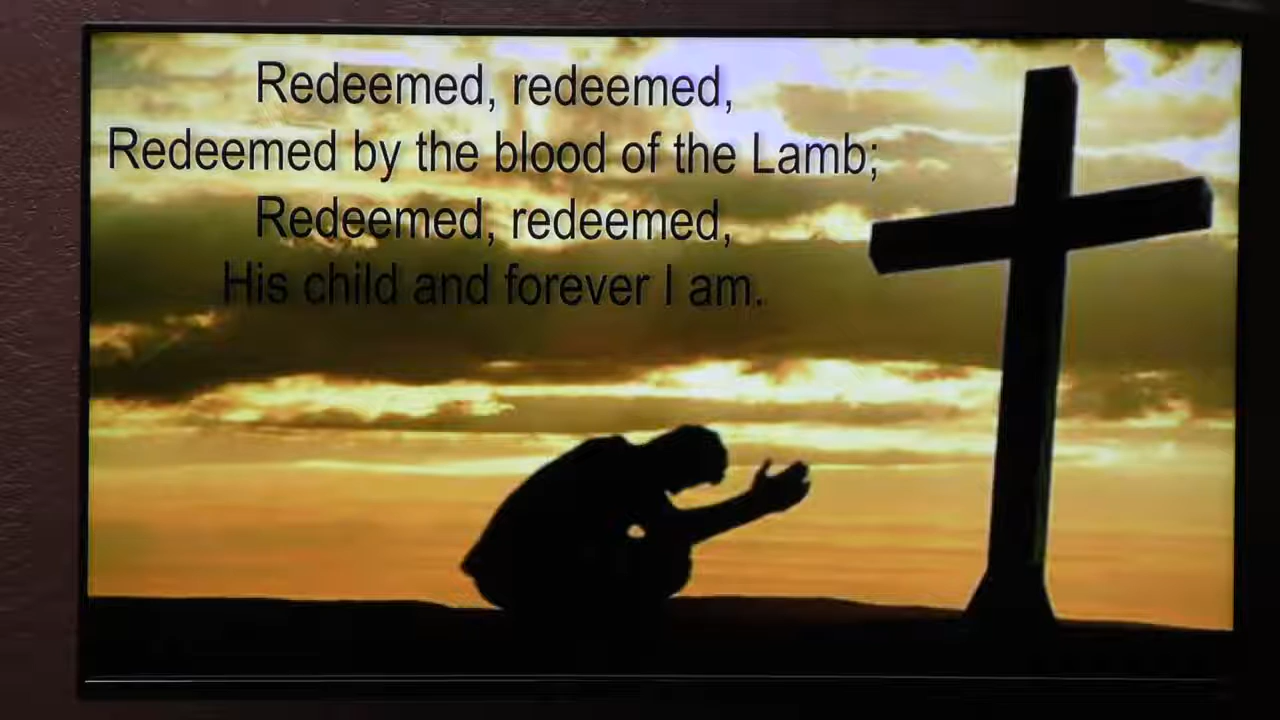 Redeemed, redeemed,
Redeemed by the blood of the Lamb;
Redeemed, redeemed,
His child and forever I am.